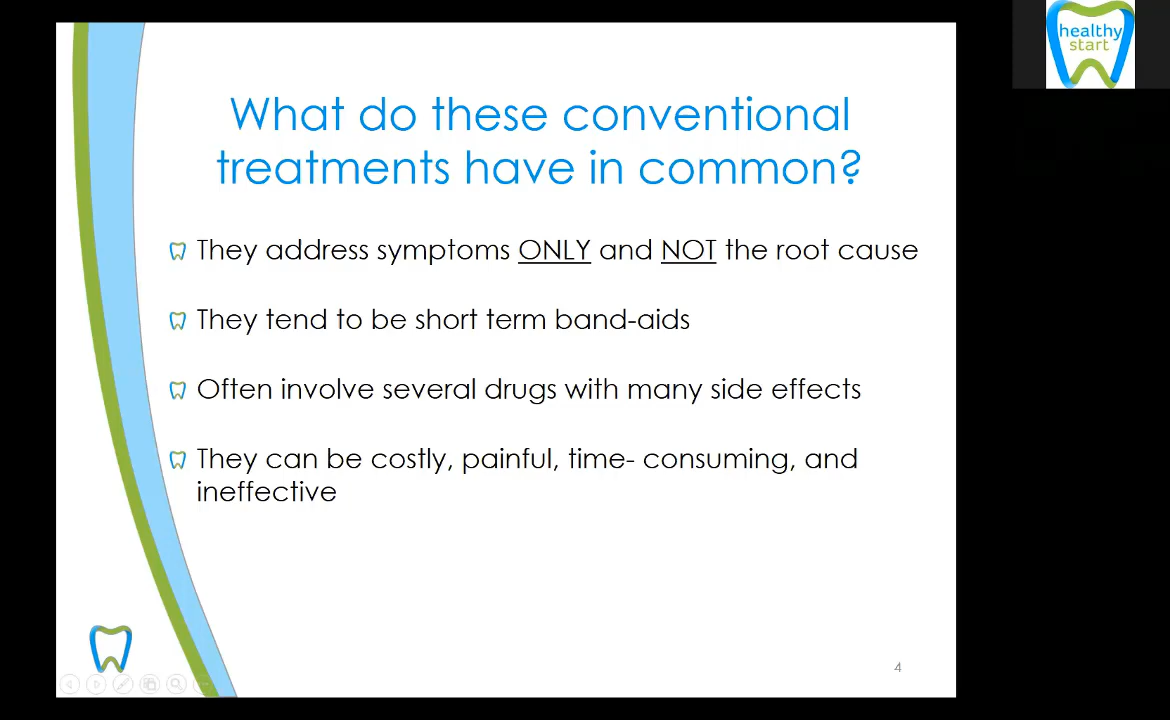 healthy
start
What do these conventional
treatments have in common?
They address symptoms ONLY and NOT the root cause
They tend to be short term band-aids
Often involve several drugs with many side effects
They can be costly, painful, time- consuming, and
ineffective
4